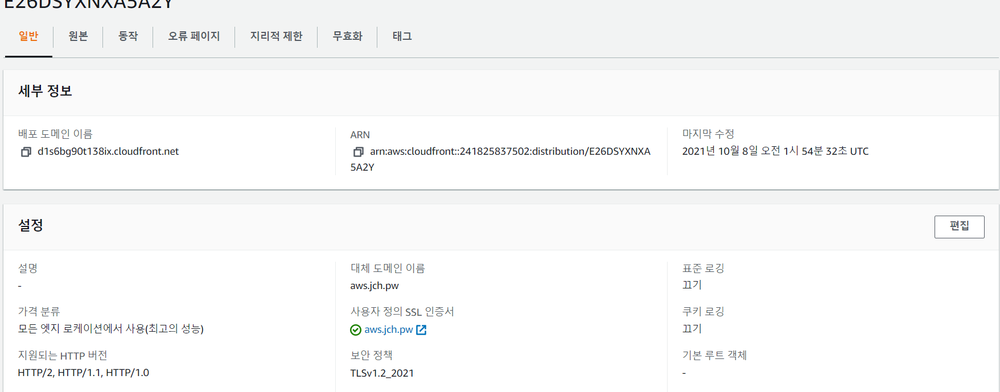 E26DSYXNXA5A2Y
일반
원본
동작
오류 페이지
지리적 제한
무효화
태그
세부 정보
배포 도메인 이름
d1s6bg90t138ix.cloudfront.net
ARN
arn:aws:cloudfront::241825837502:distribution/E26DSYXNXA
5A2Y
마지막 수정
2021년 10월 8일 오전 1시 54분 32초 UTC
설정
편집
설명
-
가격 분류
모든 엣지 로케이션에서 사용(최고의 성능)
지원되는 HTTP 버전
HTTP/2, HTTP/1.1, HTTP/1.0
대체 도메인 이름
aws.jch.pw
사용자 정의 SSL 인증서
aws.jch.pw
보안 정책
TLSv1.2_2021
표준 로깅
끄기
쿠키 로깅
끄기
기본 루트 객체
-